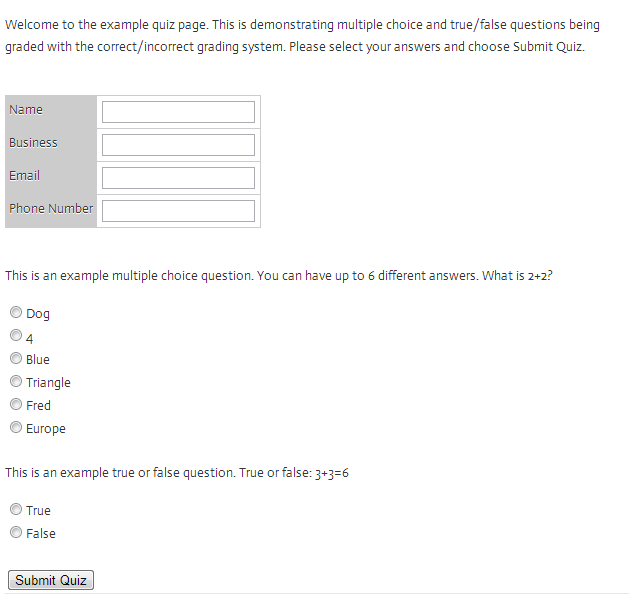 Welcome to the example quiz page. This is demonstrating multiple choice and true/false questions being
graded with the correct/incorrect grading system. Please select your answers and choose Submit Quiz.
Name
Business
Email
Phone Number
This is an example multiple choice question. You can have up to 6 different answers. What is 2+2?
Dog
4
Blue
Triangle
Fred
Europe
This is an example true or false question. True or false: 3+3=6
True
False
Submit Quiz